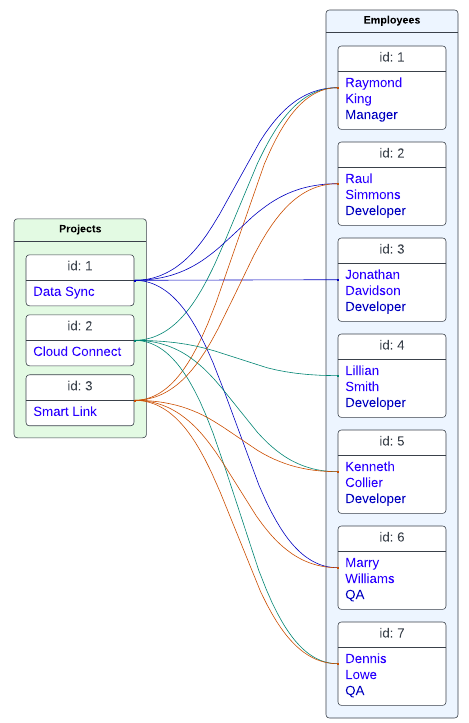 Employees
id: 1
Raymond
King
Manager
id: 2
Raul
Simmons
Developer
id: 3
Jonathan
Davidson
Developer
id: 4
Lillian
Smith
Developer
id: 5
Kenneth
Collier
Developer
id: 6
Marry
Williams
QA
id: 7
Dennis
Lowe
QA
Projects
id: 1
Data Sync
id: 2
Cloud Connect
id: 3
Smart Link